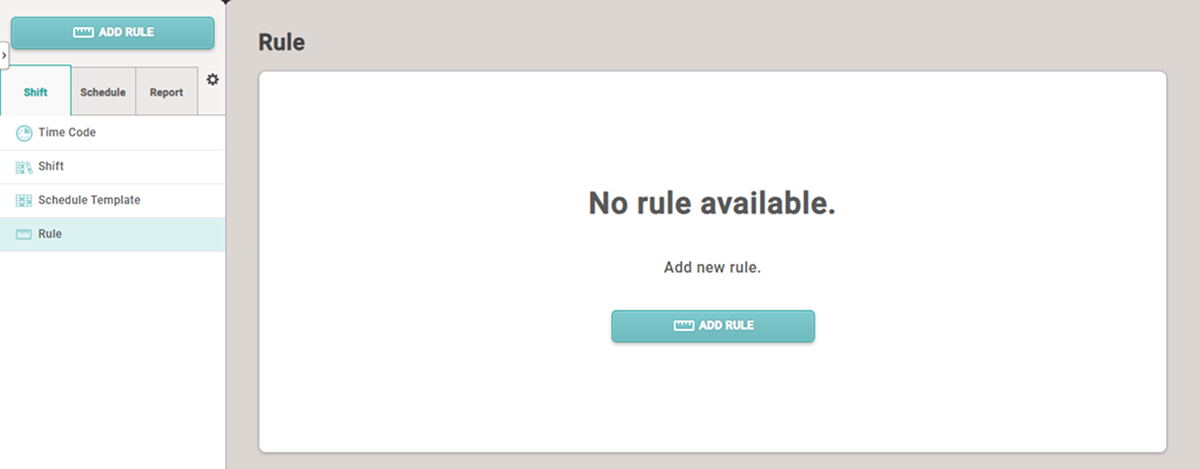 ADD RULE
Shift
Schedule
Report
Time Code
Shift
Schedule Template
Rule
Rule
No rule available.
Add new rule.
ADD RULE